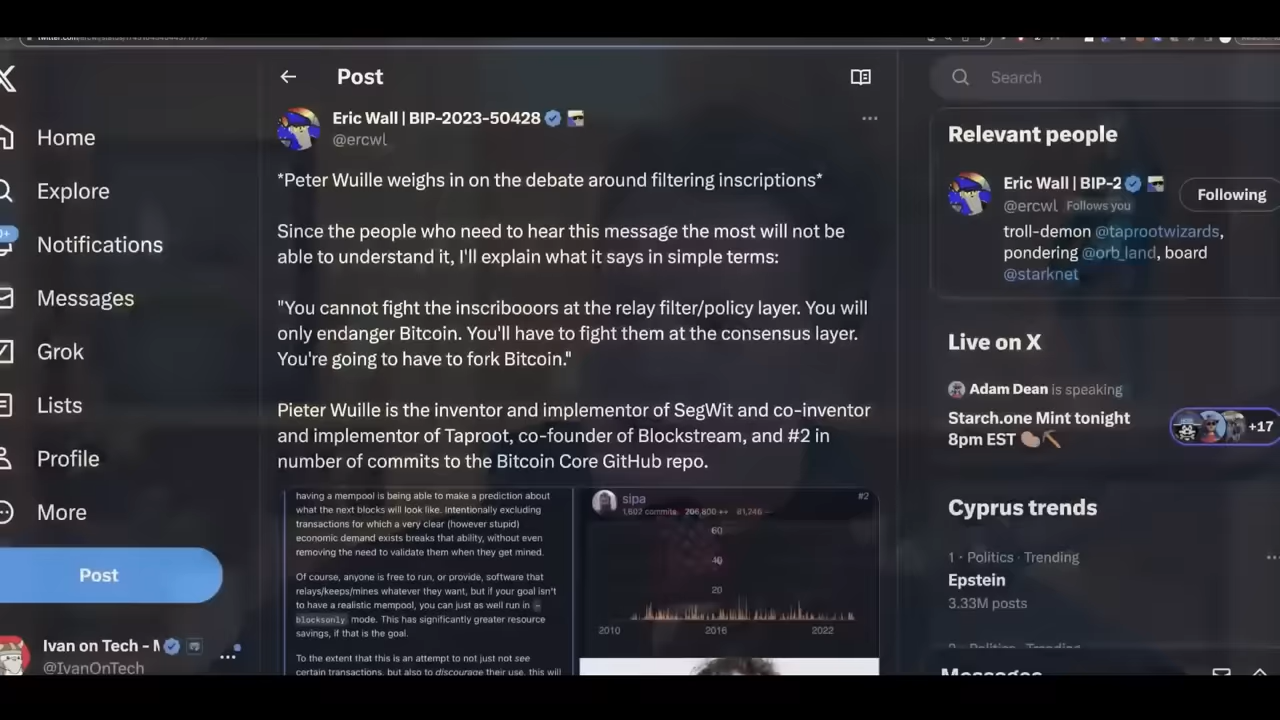 Post
Search
Home
Explore
Notifications
Messages
Grok
Lists
Profile
More
Post
Ivan on Tech -
@IvanOnTech
Eric Wall | BIP-2023-50428
@ercwl
*Peter Wuille weighs in on the debate around filtering inscriptions*
Since the people who need to hear this message the most will not be
able to understand it, I'll explain what it says in simple terms:
"You cannot fight the inscribooors at the relay filter/policy layer. You will
only endanger Bitcoin. You'll have to fight them at the consensus layer.
You're going to have to fork Bitcoin."
Pieter Wuille is the inventor and implementor of SegWit and co-inventor
and implementor of Taproot, co-founder of Blockstream, and #2 in
number of commits to the Bitcoin Core GitHub repo.
having a mempool is being able to make a prediction about
what the next blocks will look like. Intentionally excluding
transactions for which a very clear (however stupid)
economic demand exists breaks that ability, without even
removing the need to validate them when they get mined.
Of course, anyone is free to run, or provide, software that
relays/keeps/mines whatever they want, but if your goal isn't
to have a realistic mempool, you can just as well run in -
blocksonly mode. This has significantly greater resource
savings, if that is the goal.
To the extent that this is an attempt to not just not see
certain transactions, but also to discourage their use, this will
sipa
#2
1,602 commits 206,800 ++ 81,246 --
60
40
20
2010
2016
2022
Relevant people
Eric Wall | BIP-2
@ercwl Follows you
Following
troll-demon @taprootwizards,
pondering @orb_land, board
@starknet
Live on X
Adam Dean is speaking
Starch.one Mint tonight
8pm EST
+17
Cyprus trends
1 · Politics · Trending
Epstein
3.33M posts
Messages